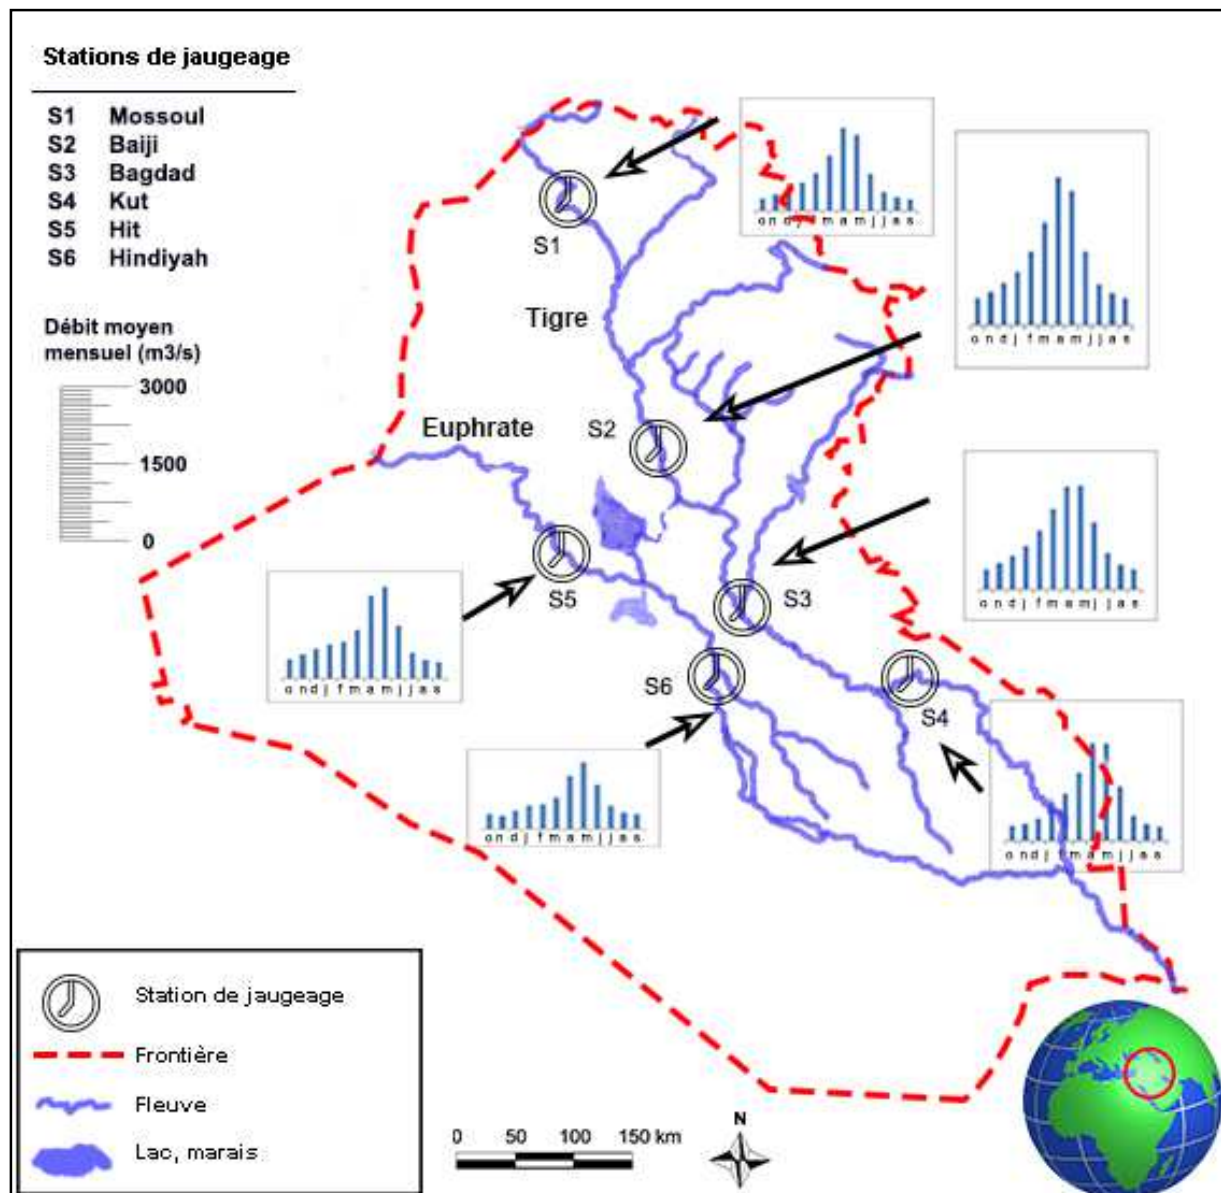 Stations de jaugeage
S1 Mossoul
S2 Baiji
S3 Bagdad
S4 Kut
S5 Hit
S6 Hindiyah
Débit moyen
mensuel (m3/s)
3000
1500
0
Tigre
Euphrate
S1
S2
S3
S4
S5
S6
o n d j f m a m j j a s
o n d j f m a m j j a s
o n d j f m a m j j a s
o n d j f m a m j j a s
o n d j f m a m j j a s
Station de jaugeage
Frontière
Fleuve
Lac, marais
0 50 100 150 km
N